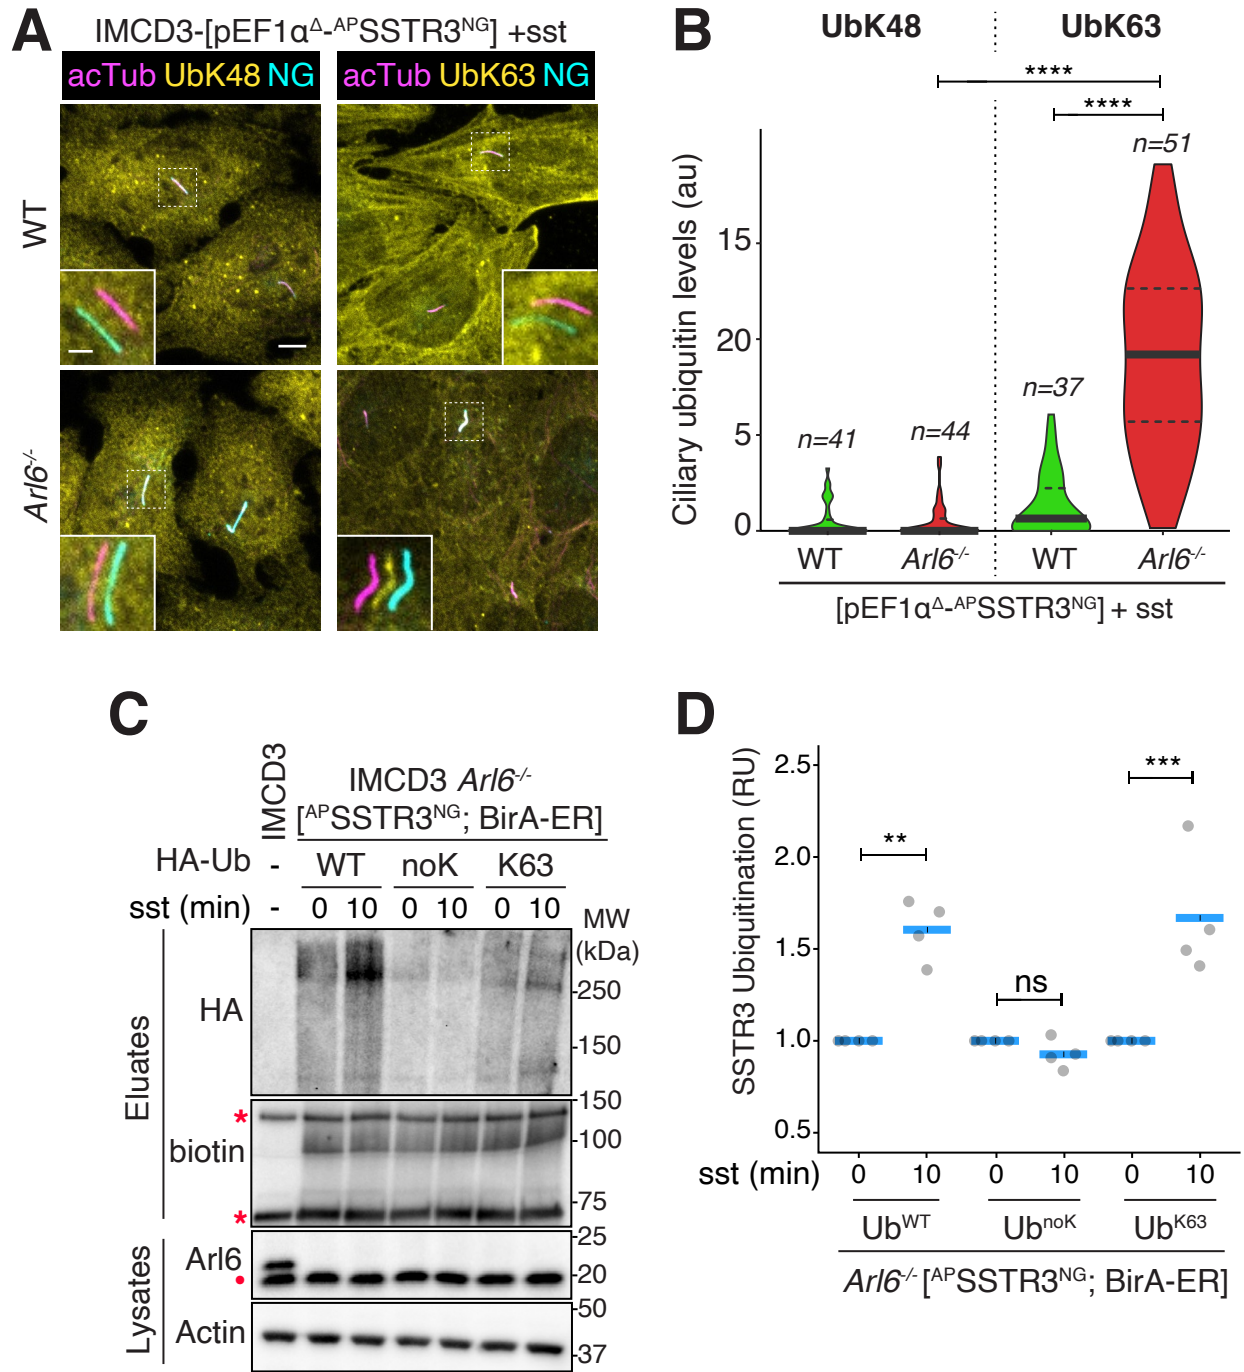 A
IMCD3-[pEF1αΔ-APSSTR3NG] +sst
acTub UbK48 NG
acTub UbK63 NG
WT
Arl6-/-
B
UbK48
UbK63
****
****
n=51
n=37
n=41
n=44
Ciliary ubiquitin levels (au)
15
20
5
0
WT
Arl6-/-
WT
Arl6-/-
[pEF1αΔ-APSSTR3NG] + sst
C
IMCD3
IMCD3 Arl6-/-
[APSSTR3NG; BirA-ER]
HA-Ub - WT noK K63
sst (min) - 0 10 0 10 0 10
MW
(kDa)
Eluates
HA
-250
-150
biotin
*
*
-150
-100
-75
Lysates
Arl6
-25
-20
Actin
-50
-37
D
SSTR3 Ubiquitination (RU)
2.5
2.0
1.5
1.0
0.5
**
ns
***
sst (min) 0 10 0 10 0 10
UbWT UbnoK UbK63
Arl6-/- [APSSTR3NG; BirA-ER]